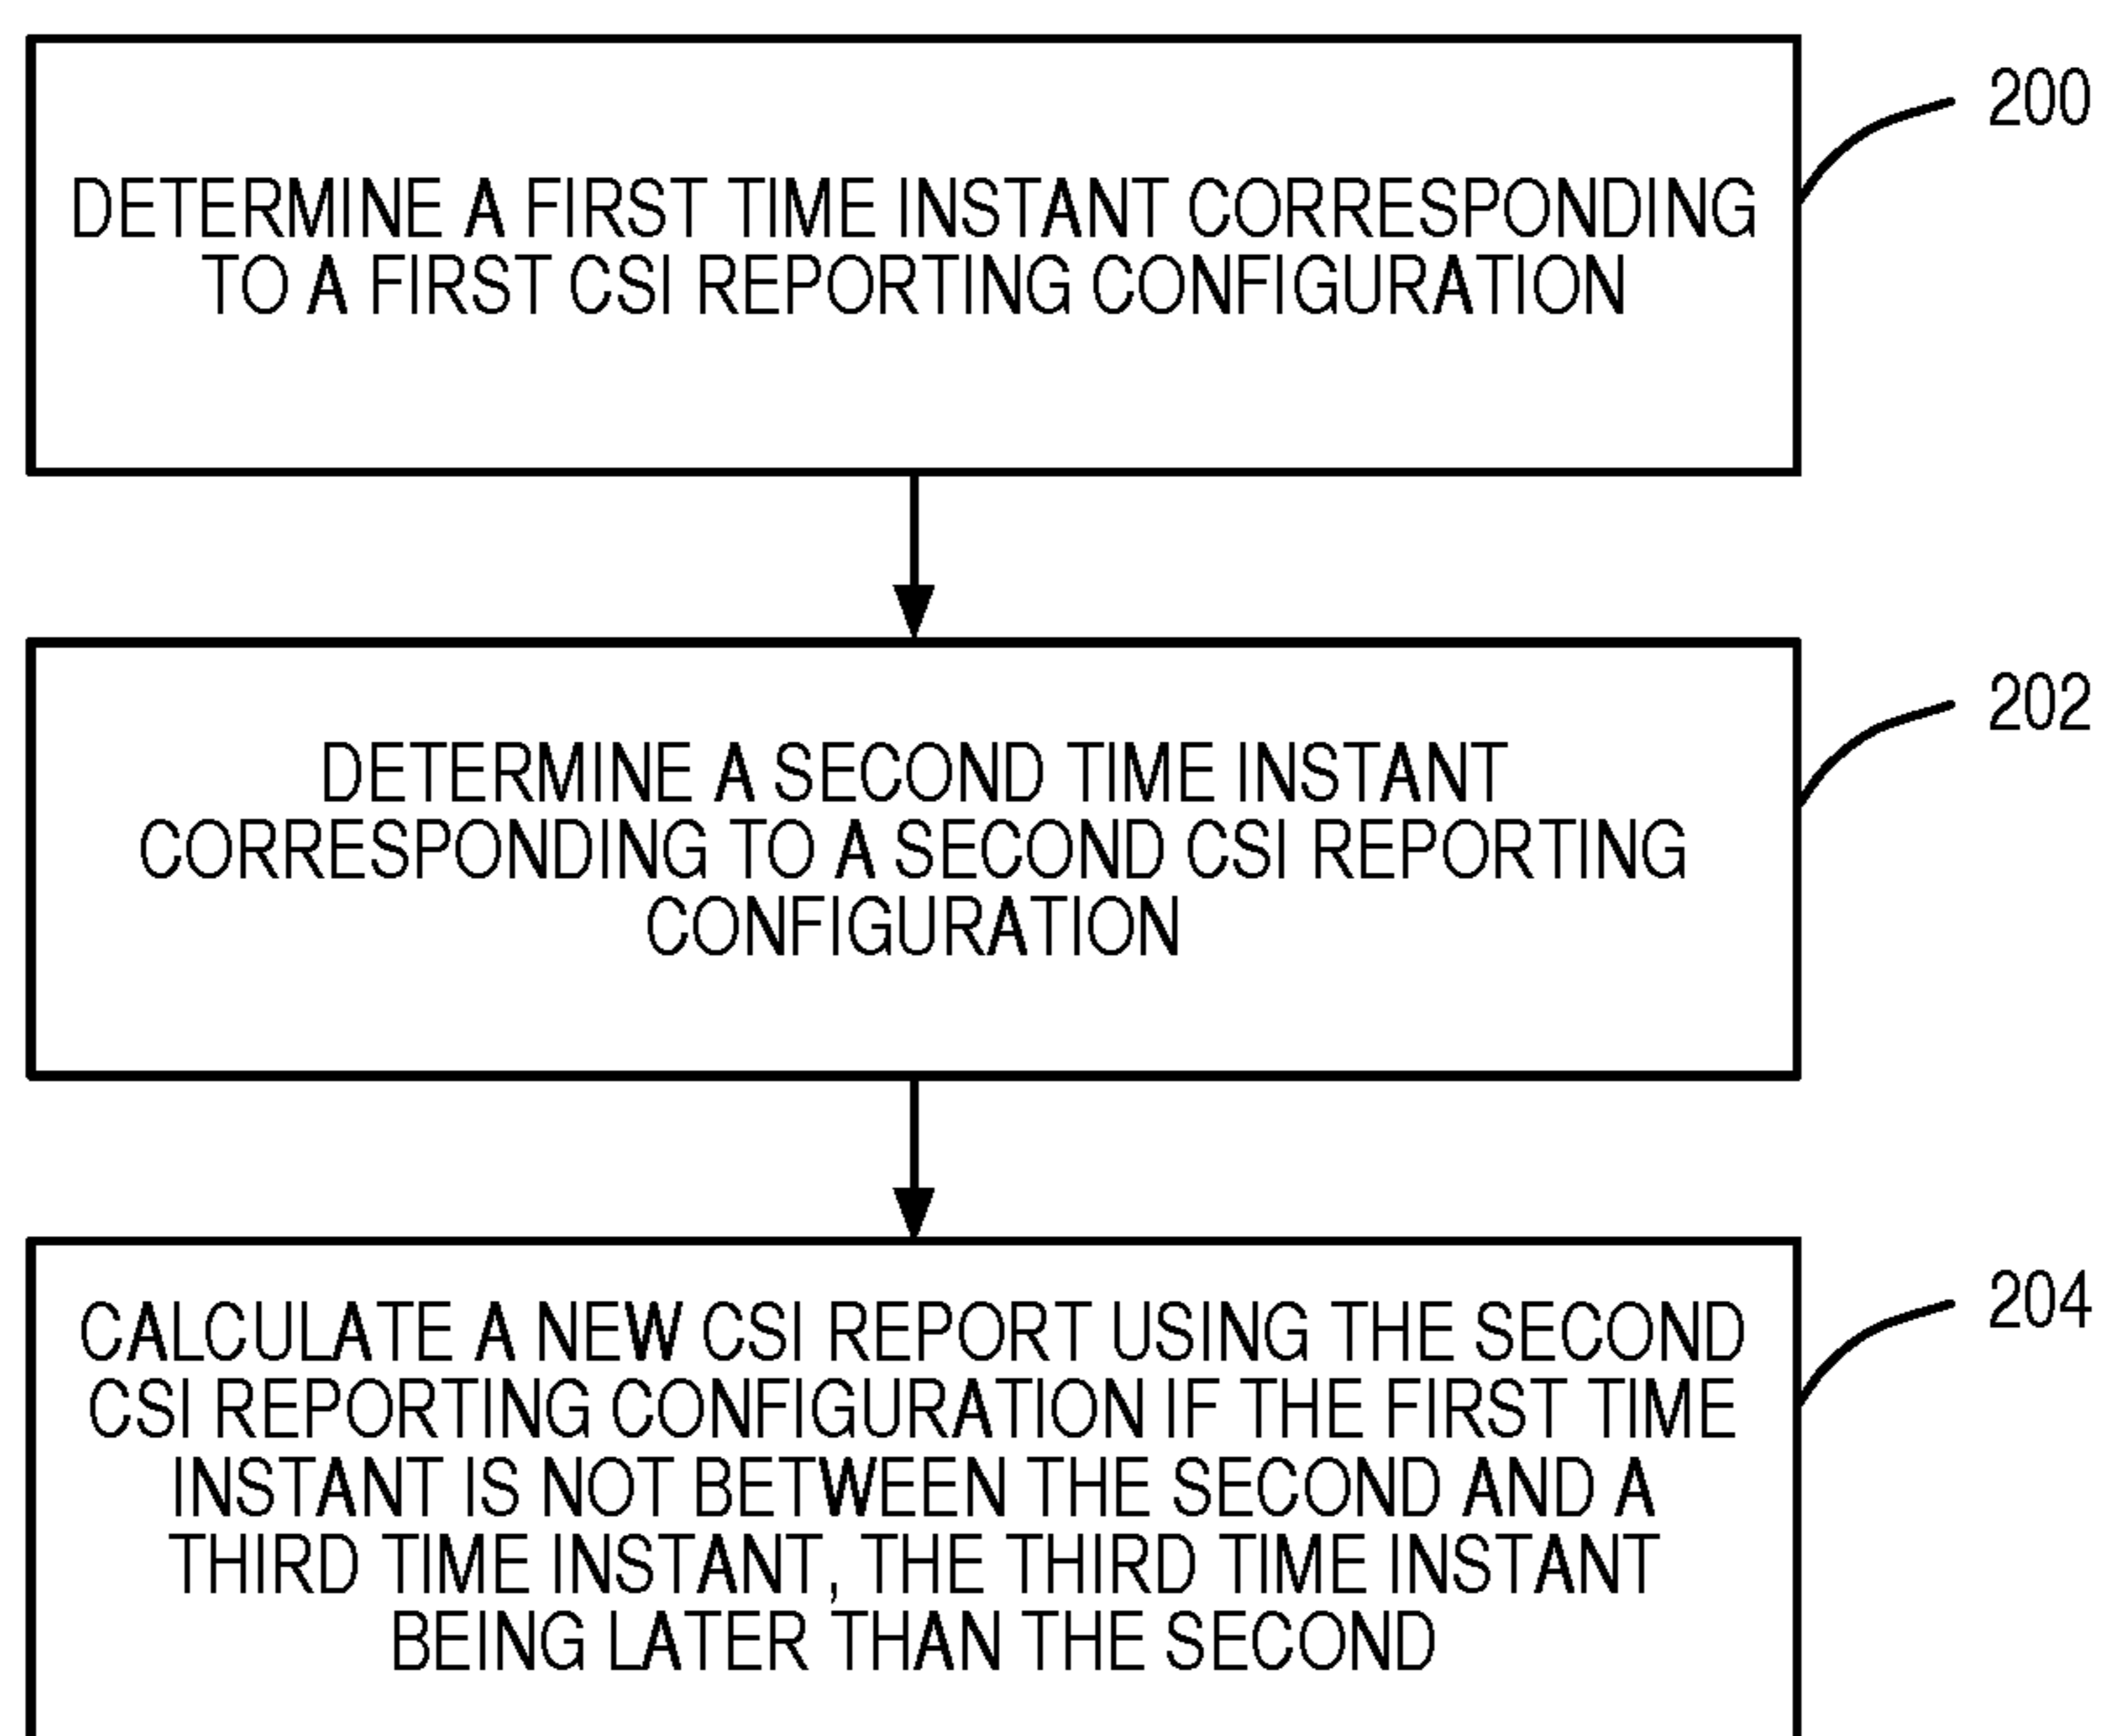 200
DETERMINE A FIRST TIME INSTANT CORRESPONDING
TO A FIRST CSI REPORTING CONFIGURATION
202
DETERMINE A SECOND TIME INSTANT
CORRESPONDING TO A SECOND CSI REPORTING
CONFIGURATION
204
CALCULATE A NEW CSI REPORT USING THE SECOND
CSI REPORTING CONFIGURATION IF THE FIRST TIME
INSTANT IS NOT BETWEEN THE SECOND AND A
THIRD TIME INSTANT, THE THIRD TIME INSTANT
BEING LATER THAN THE SECOND